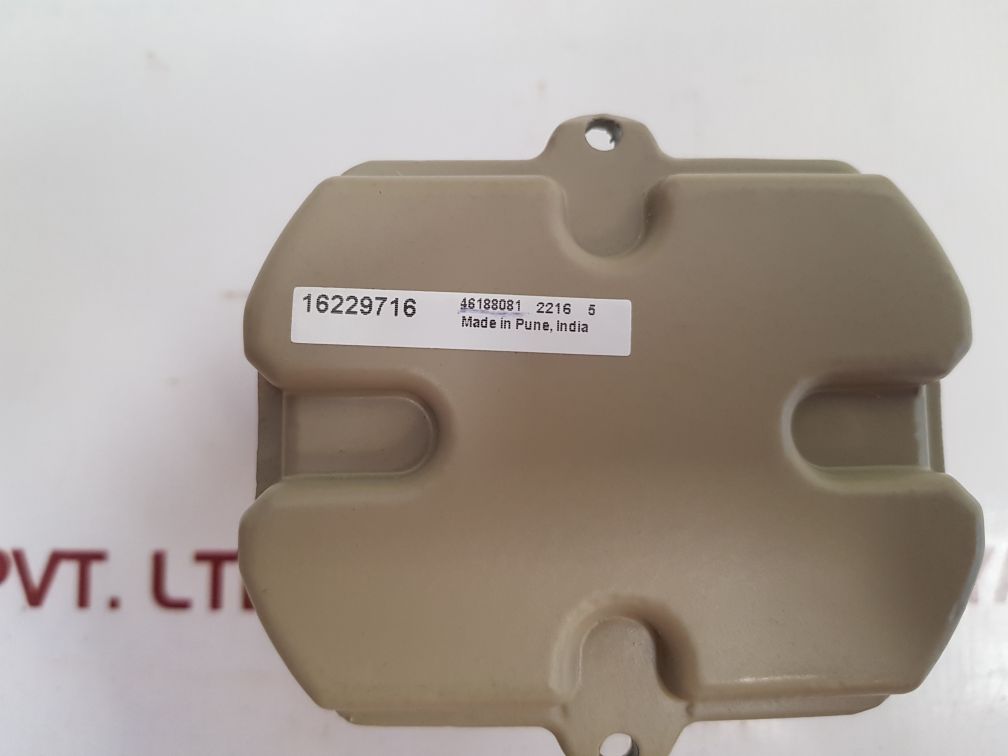 16229716 46188081 2216 5
Made in Pune, India
PVT. LT